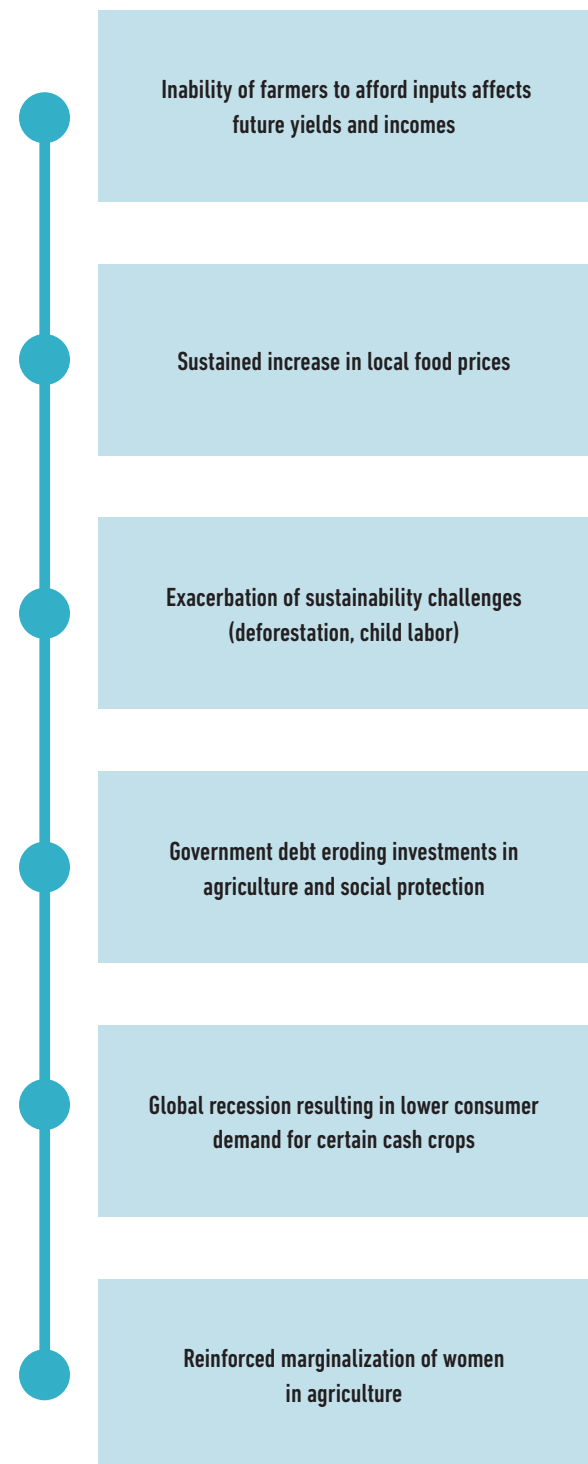 Inability of farmers to afford inputs affects
future yields and incomes
Sustained increase in local food prices
Exacerbation of sustainability challenges
(deforestation, child labor)
Government debt eroding investments in
agriculture and social protection
Global recession resulting in lower consumer
demand for certain cash crops
Reinforced marginalization of women
in agriculture